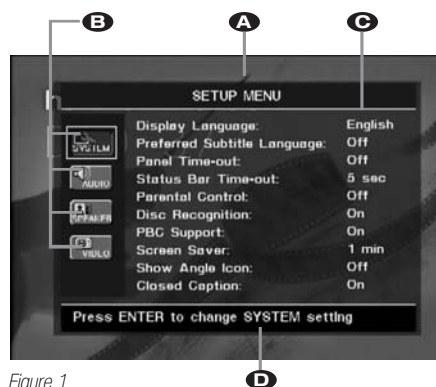 B A C
h
SETUP MENU
SYSTEM
AUDIO
SPEAKER
VIDEO
Display Language: English
Preferred Subtitle Language: Off
Panel Time-out: Off
Status Bar Time-out: 5 sec
Parental Control: Off
Disc Recognition: On
PBC Support: On
Screen Saver: 1 min
Show Angle Icon: Off
Closed Caption: On
Press ENTER to change SYSTEM setting
Figure 1 D